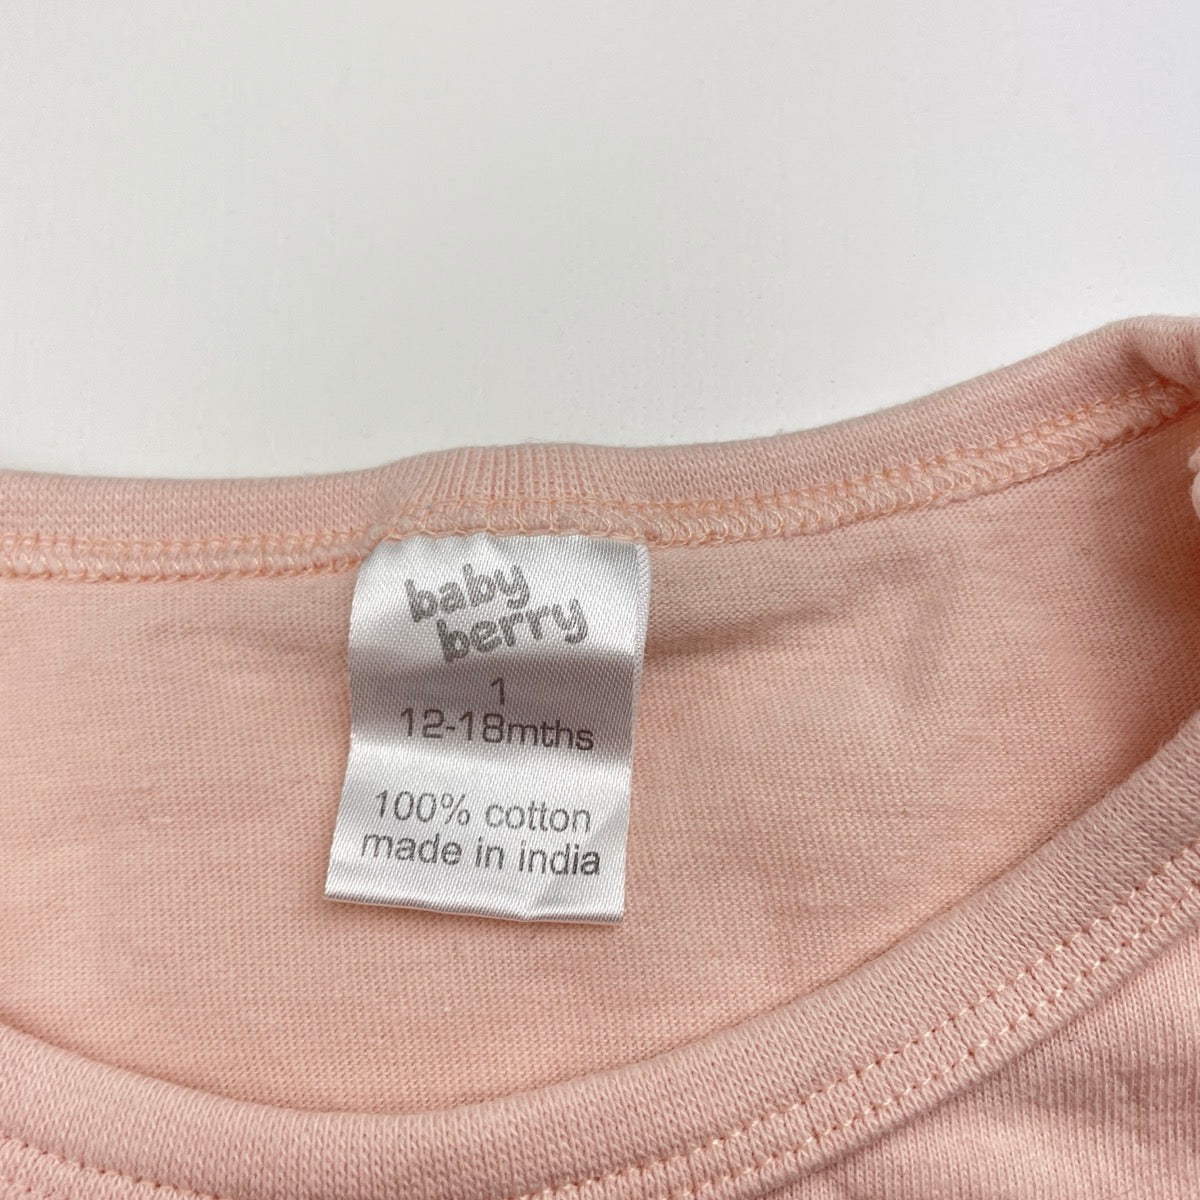 baby
berry
1
12-18mths
100% cotton
made in india